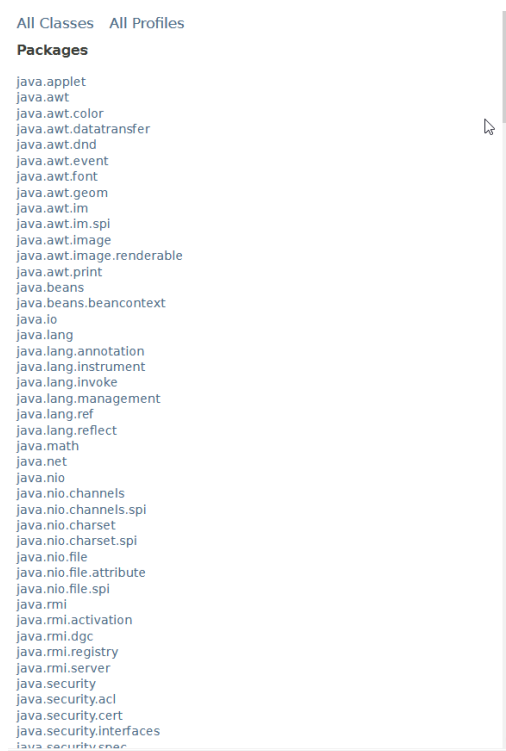 All Classes All Profiles
Packages
java.applet
java.awt
java.awt.color
java.awt.datatransfer
java.awt.dnd
java.awt.event
java.awt.font
java.awt.geom
java.awt.im
java.awt.im.spi
java.awt.image
java.awt.image.renderable
java.awt.print
java.beans
java.beans.beancontext
java.io
java.lang
java.lang.annotation
java.lang.instrument
java.lang.invoke
java.lang.management
java.lang.ref
java.lang.reflect
java.math
java.net
java.nio
java.nio.channels
java.nio.channels.spi
java.nio.charset
java.nio.charset.spi
java.nio.file
java.nio.file.attribute
java.nio.file.spi
java.rmi
java.rmi.activation
java.rmi.dgc
java.rmi.registry
java.rmi.server
java.security
java.security.acl
java.security.cert
java.security.interfaces
java.security.spec